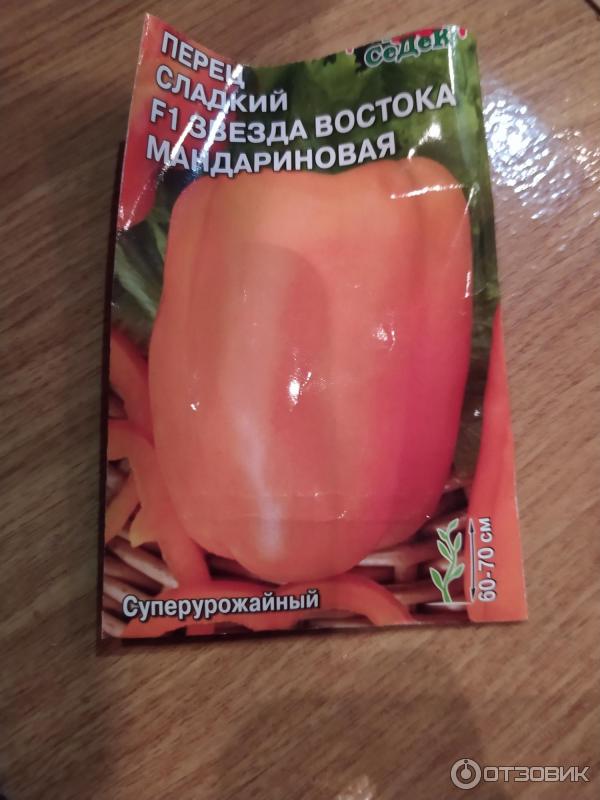 СеДеК
ПЕРЕЦ
СЛАДКИЙ
F1 ЗВЕЗДА ВОСТОКА
МАНДАРИНОВАЯ
60-70 см
Суперурожайный
ОТЗОВИК